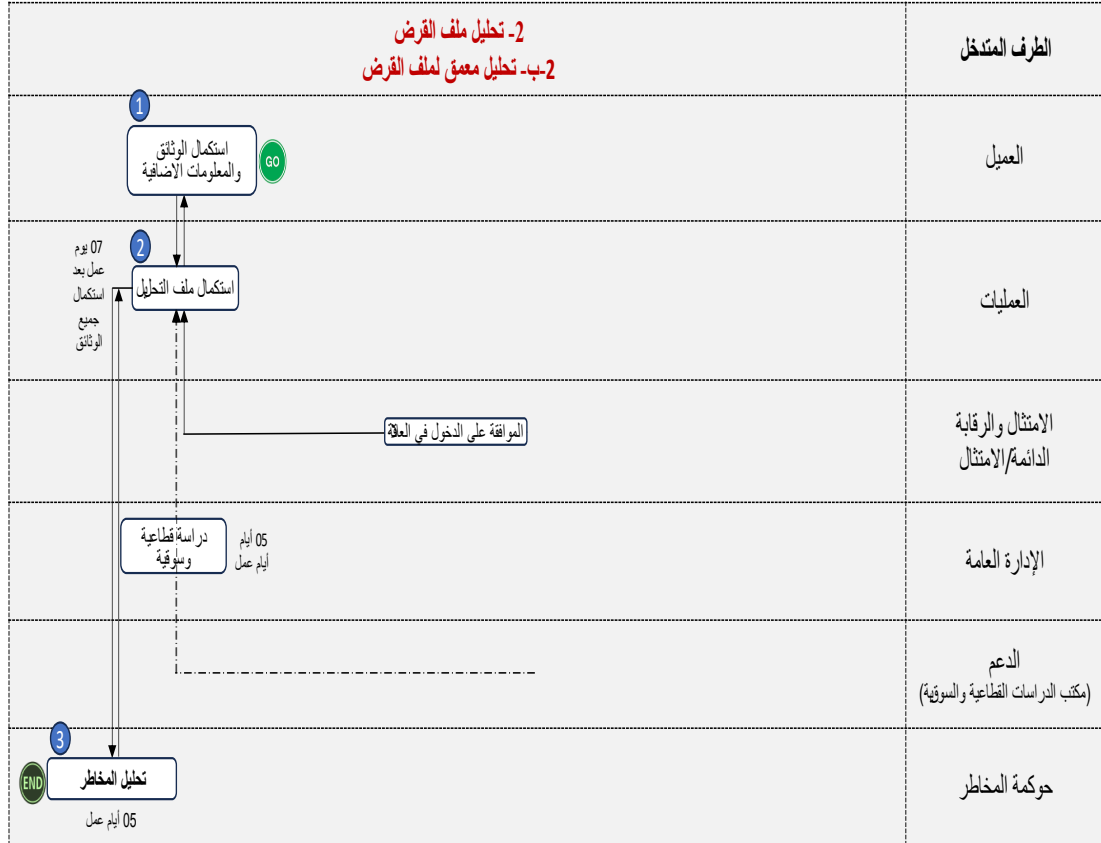 الطرف المتدخل
2- تحليل ملف القرض
2-ب- تحليل معمق لملف القرض
العميل
1
استكمال الوثائق
والمعلومات الاضافية
GO
العمليات
2
استكمال ملف التحليل
07 يوم
عمل بعد
استكمال
جميع
الوثائق
الامتثال والرقابة
الدائمة/الامتثال
الموافقة على الدخول في
الإدارة العامة
دراسة قطاعية
وسوقية
05 أيام
أيام عمل
الدعم
(مكتب الدراسات القطاعية والسوقية)
حوكمة المخاطر
3
تحليل المخاطر
END
05 أيام عمل